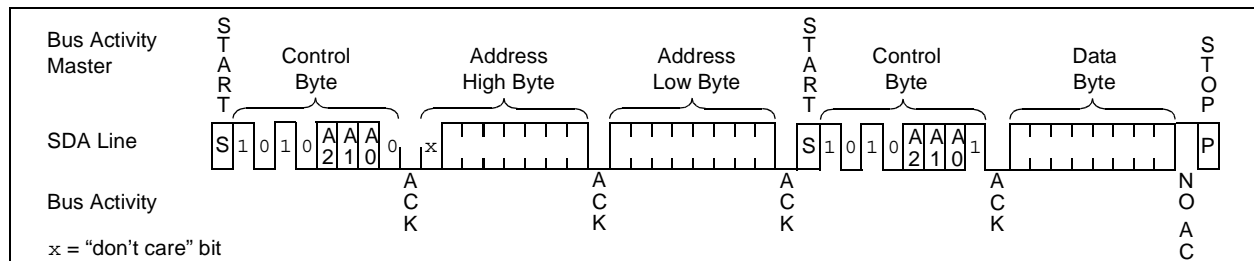 Bus Activity
Master
START
Control
Byte
Address
High Byte
Address
Low Byte
START
Control
Byte
Data
Byte
STOP
SDA Line
S 1 0 1 0 A2 A1 A0 0 x S 1 0 1 0 A2 A1 A0 1 P
Bus Activity
ACK
ACK
ACK
ACK
NO AC
x = “don’t care” bit